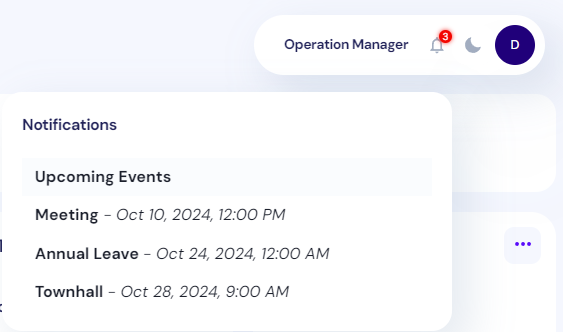 Operation Manager
3
D
Notifications
Upcoming Events
Meeting - Oct 10, 2024, 12:00 PM
Annual Leave - Oct 24, 2024, 12:00 AM
Townhall - Oct 28, 2024, 9:00 AM